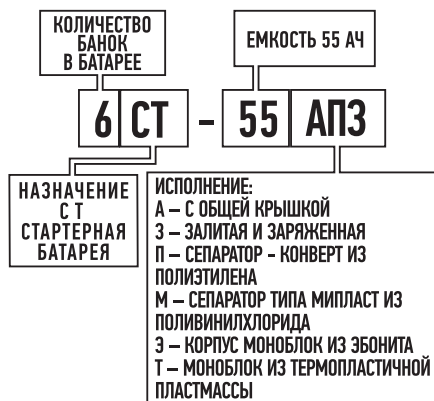 КОЛИЧЕСТВО
БАНОК
В БАТАРЕЕ
ЕМКОСТЬ 55 АЧ
6 СТ - 55 АПЗ
НАЗНАЧЕНИЕ
С Т
СТАРТЕРНАЯ
БАТАРЕЯ
ИСПОЛНЕНИЕ:
А – С ОБЩЕЙ КРЫШКОЙ
З – ЗАЛИТАЯ И ЗАРЯЖЕННАЯ
П – СЕПАРАТОР - КОНВЕРТ ИЗ
ПОЛИЭТИЛЕНА
М – СЕПАРАТОР ТИПА МИПЛАСТ ИЗ
ПОЛИВИНИЛХЛОРИДА
Э – КОРПУС МОНОБЛОК ИЗ ЭБОНИТА
Т – МОНОБЛОК ИЗ ТЕРМОПЛАСТИЧНОЙ
ПЛАСТМАССЫ